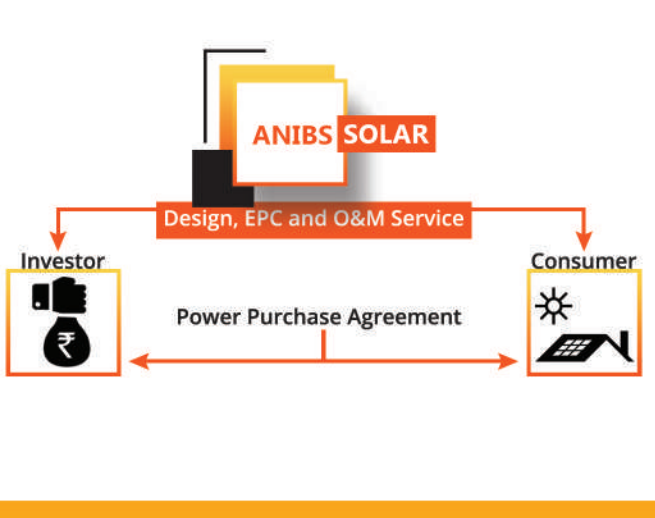 ANIBS SOLAR
Design, EPC and O&M Service
Investor
Consumer
₹
Power Purchase Agreement